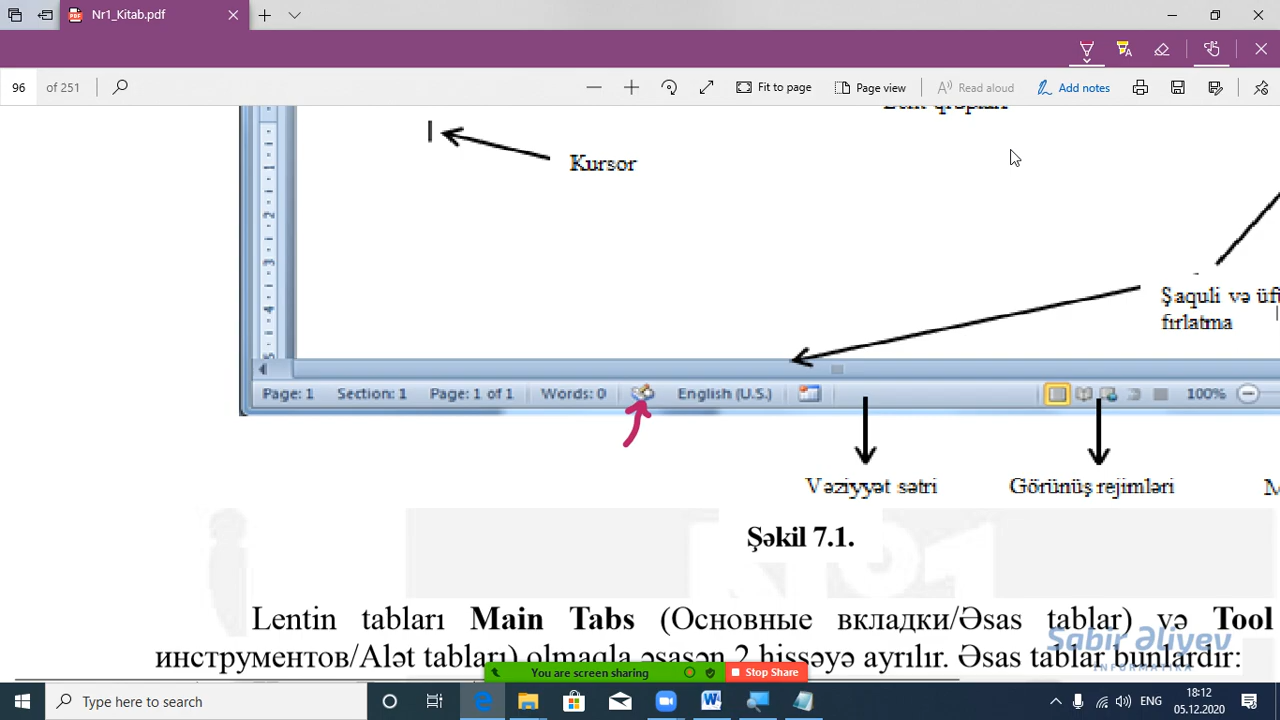 Nr1_Kitab.pdf
96 of 251
Fit to page
Page view
Read aloud
Add notes
Kursor
Şaquli və
fırlatma
Page: 1 Section: 1 Page: 1 of 1 Words: 0 English (U.S.) 100%
Vəziyyət sətri
Görünüş rejimləri
Şəkil 7.1.
Lentin tabları Main Tabs (Основные вкладки/Əsas tablar) və Tool
инструментов/Alət tabları) olmaqla əsasən 2 hissəyə ayrılır. Əsas tablar bunlardır:
Sabir Əliyev
INFORMATIKA
You are screen sharing
Stop Share
Type here to search
ENG
18:12
05.12.2020